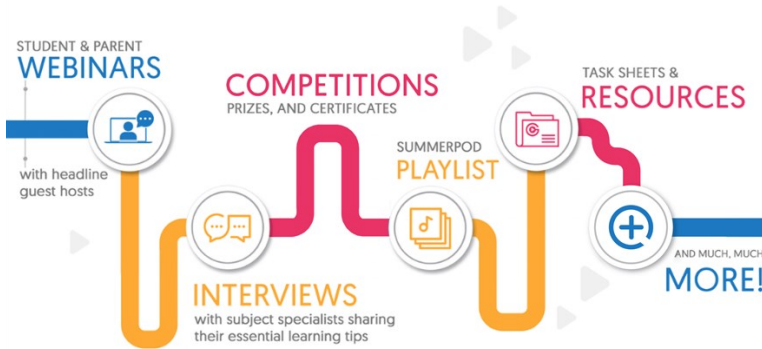 STUDENT & PARENT
WEBINARS
with headline
guest hosts
INTERVIEWS
with subject specialists sharing
their essential learning tips
COMPETITIONS
PRIZES, AND CERTIFICATES
SUMMERPOD
PLAYLIST
TASK SHEETS &
RESOURCES
AND MUCH, MUCH
MORE!